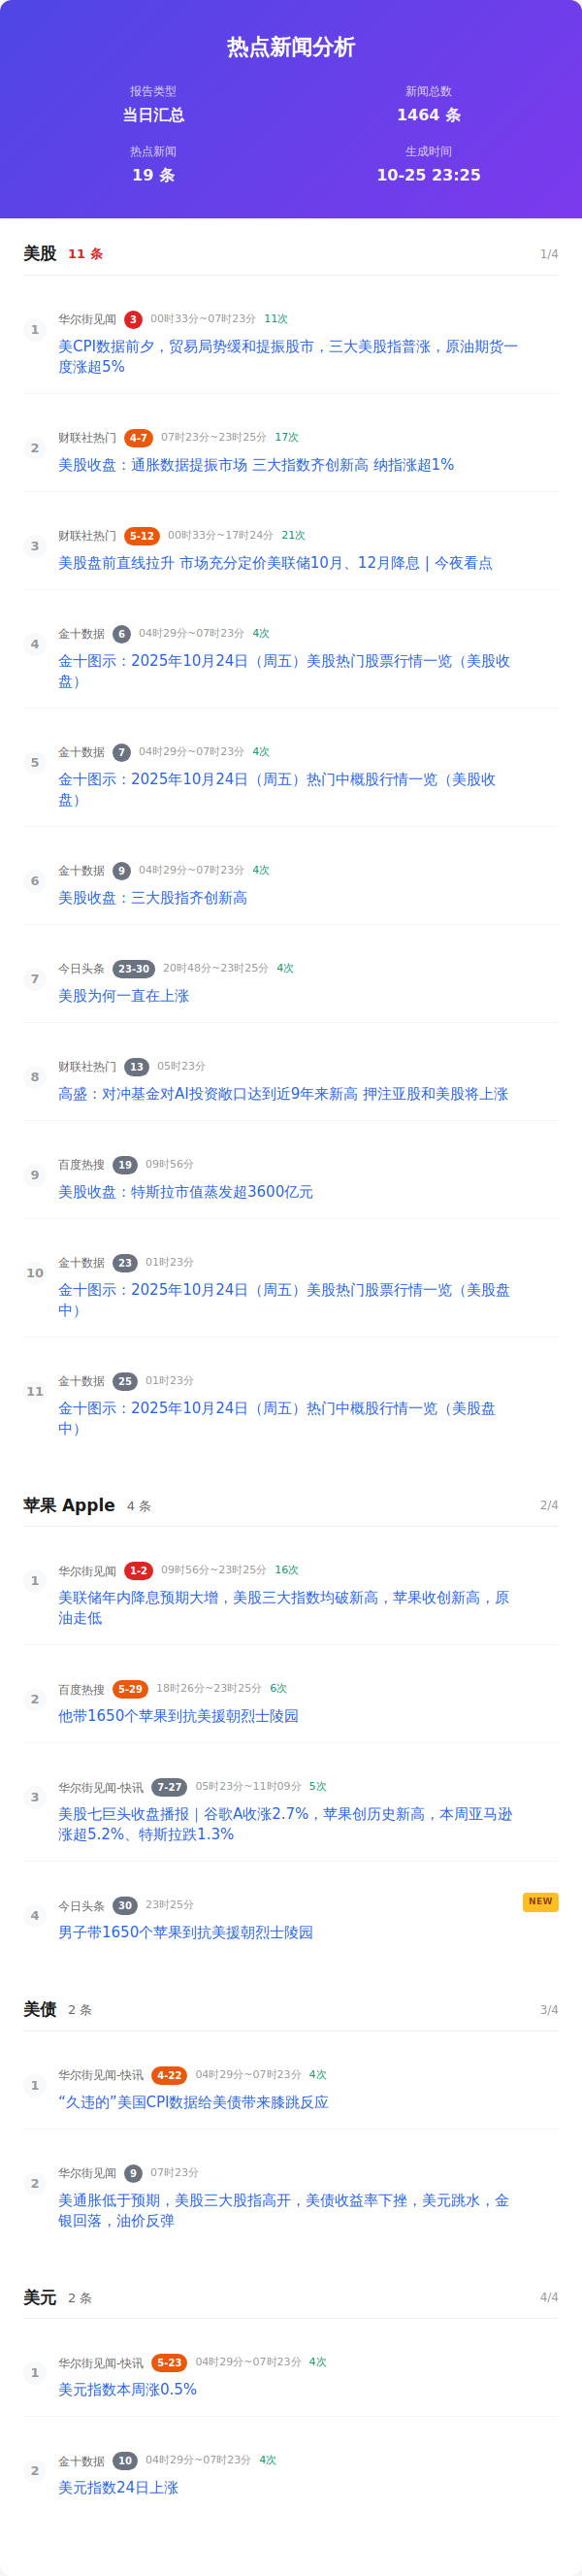 热点新闻分析
报告类型
当日汇总
新闻总数
1464 条
热点新闻
19 条
生成时间
10-25 23:25
美股 11 条 1/4
1 华尔街见闻 3 00时33分~07时23分 11次
美CPI数据前夕，贸易局势缓和提振股市，三大美股指普涨，原油期货一
度涨超5%
2 财联社热门 4-7 07时23分~23时25分 17次
美股收盘：通胀数据提振市场 三大指数齐创新高 纳指涨超1%
3 财联社热门 5-12 00时33分~17时24分 21次
美股盘前直线拉升 市场充分定价美联储10月、12月降息 | 今夜看点
4 金十数据 6 04时29分~07时23分 4次
金十图示：2025年10月24日（周五）美股热门股票行情一览（美股收
盘）
5 金十数据 7 04时29分~07时23分 4次
金十图示：2025年10月24日（周五）热门中概股行情一览（美股收
盘）
6 金十数据 9 04时29分~07时23分 4次
美股收盘：三大股指齐创新高
7 今日头条 23-30 20时48分~23时25分 4次
美股为何一直在上涨
8 财联社热门 13 05时23分
高盛：对冲基金对AI投资敞口达到近9年来新高 押注亚股和美股将上涨
9 百度热搜 19 09时56分
美股收盘：特斯拉市值蒸发超3600亿元
10 金十数据 23 01时23分
金十图示：2025年10月24日（周五）美股热门股票行情一览（美股盘
中）
11 金十数据 25 01时23分
金十图示：2025年10月24日（周五）热门中概股行情一览（美股盘
中）
苹果 Apple 4 条 2/4
1 华尔街见闻 1-2 09时56分~23时25分 16次
美联储年内降息预期大增，美股三大指数均破新高，苹果收创新高，原
油走低
2 百度热搜 5-29 18时26分~23时25分 6次
他带1650个苹果到抗美援朝烈士陵园
3 华尔街见闻-快讯 7-27 05时23分~11时09分 5次
美股七巨头收盘播报｜谷歌A收涨2.7%，苹果创历史新高，本周亚马逊
涨超5.2%、特斯拉跌1.3%
4 今日头条 30 23时25分 NEW
男子带1650个苹果到抗美援朝烈士陵园
美债 2 条 3/4
1 华尔街见闻-快讯 4-22 04时29分~07时23分 4次
“久违的”美国CPI数据给美债带来膝跳反应
2 华尔街见闻 9 07时23分
美通胀低于预期，美股三大股指高开，美债收益率下挫，美元跳水，金
银回落，油价反弹
美元 2 条 4/4
1 华尔街见闻-快讯 5-23 04时29分~07时23分 4次
美元指数本周涨0.5%
2 金十数据 10 04时29分~07时23分 4次
美元指数24日上涨